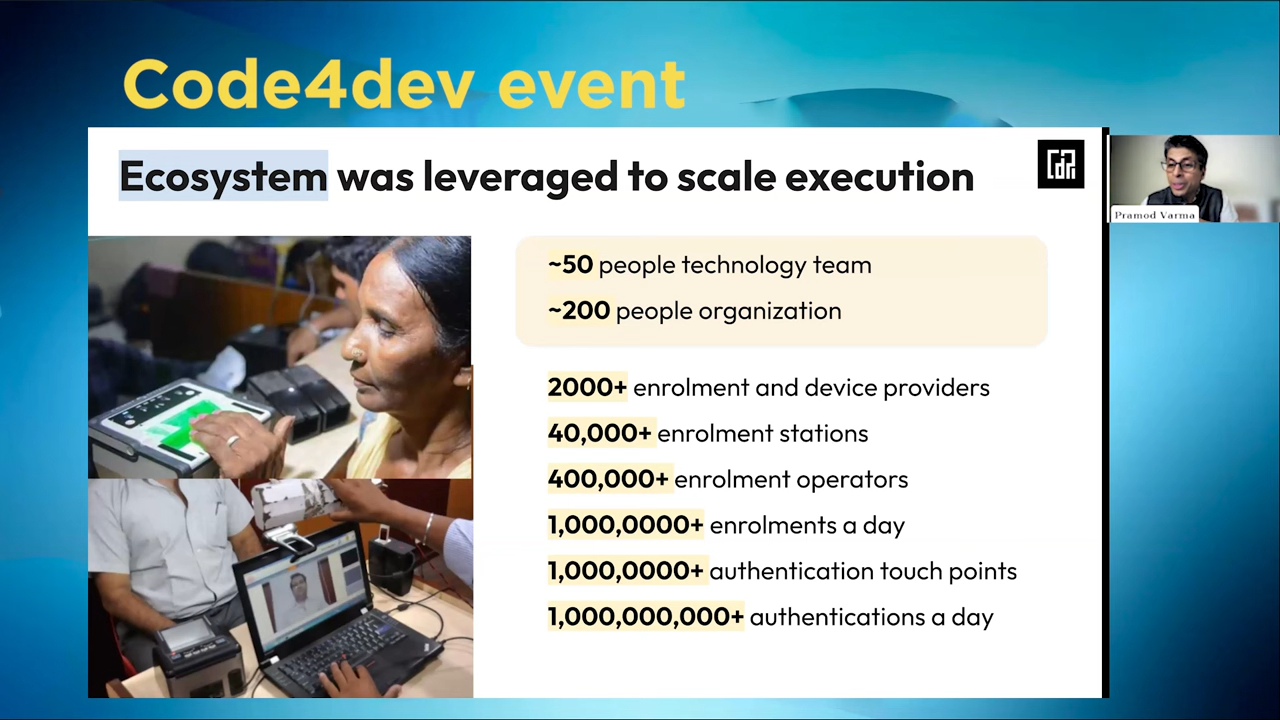 Code4dev event
Ecosystem was leveraged to scale execution
Pramod Varma
~50 people technology team
~200 people organization
2000+ enrolment and device providers
40,000+ enrolment stations
400,000+ enrolment operators
1,000,0000+ enrolments a day
1,000,0000+ authentication touch points
1,000,000,000+ authentications a day